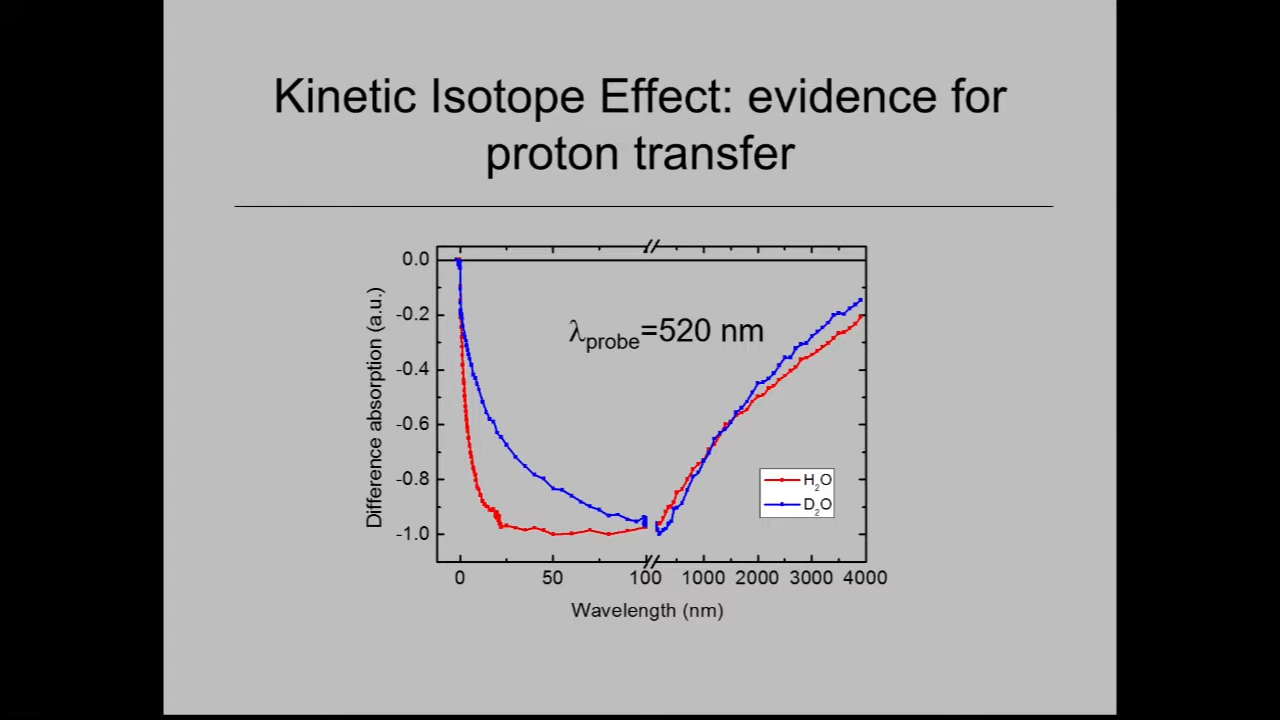 Kinetic Isotope Effect: evidence for
proton transfer
0.0
-0.2
-0.4
-0.6
-0.8
-1.0
Difference absorption (a.u.)
λprobe=520 nm
H2O
D2O
0 50 100 1000 2000 3000 4000
Wavelength (nm)